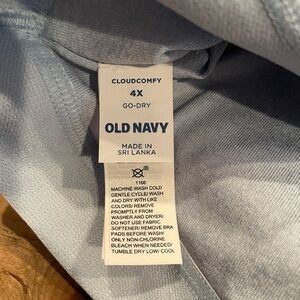 CLOUDCOMFY
4X
GO-DRY
OLD NAVY
MADE IN
SRI LANKA
1106
MACHINE WASH COLD
GENTLE CYCLE/ WASH
AND DRY WITH LIKE
COLORS/ REMOVE
PROMPTLY FROM
WASHER AND DRYER/
DO NOT USE FABRIC
SOFTENER/ REMOVE BRA
PADS BEFORE WASH/
ONLY NON-CHLORINE
BLEACH WHEN NEEDED/
TUMBLE DRY LOW/ COOL